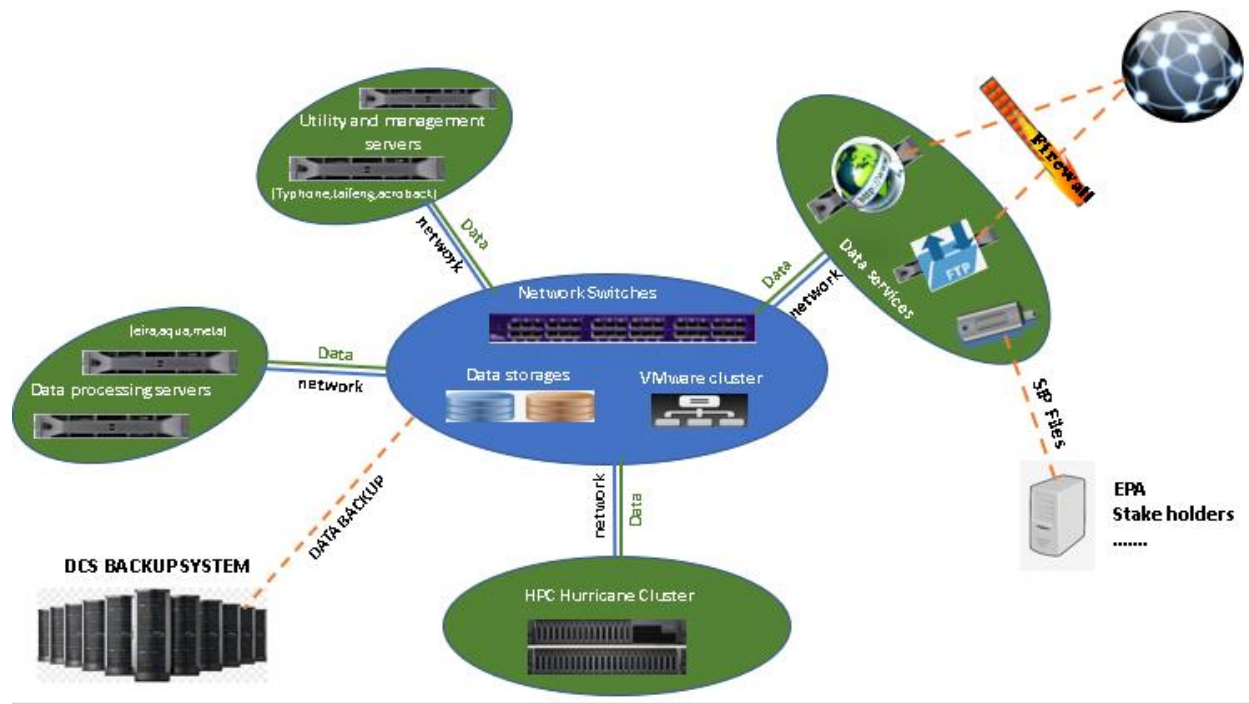 Utility and management
servers
(Typhone,taifeng,acroback)
Data
network
Network Switches
Data storages
VMware cluster
(eira,aqua,meta)
Data processing servers
Data
network
DATA BACKUP
DCS BACKUP SYSTEM
network
Data
HPC Hurricane Cluster
Data
network
Data services
http://www
FTP
Firewall
SIP Files
EPA
Stake holders
.......